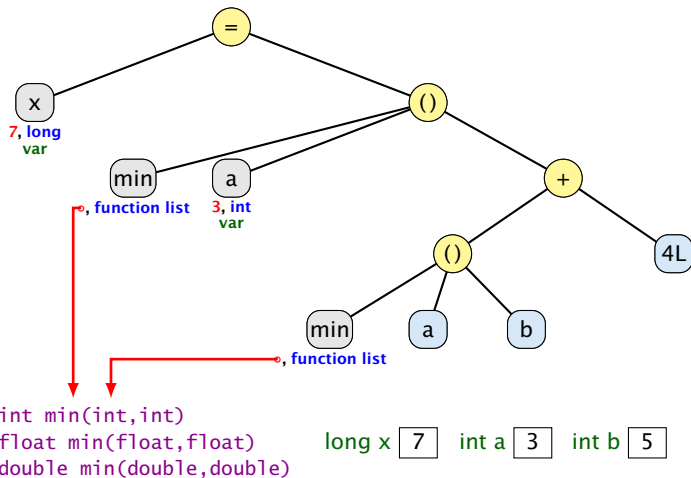 =
x
()
7, long
var
min
a
+
, function list
3, int
var
()
4L
min
a
b
, function list
int min(int,int)
float min(float,float)
double min(double,double)
long x 7 int a 3 int b 5